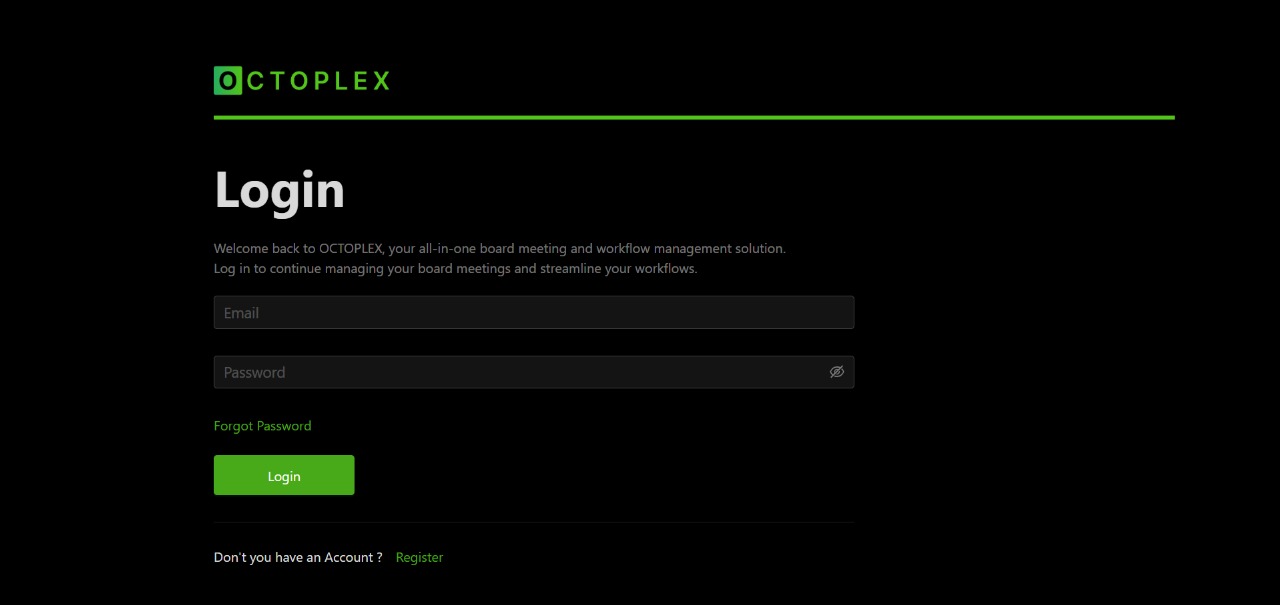 OCTOPLEX
Login
Welcome back to OCTOPLEX, your all-in-one board meeting and workflow management solution.
Log in to continue managing your board meetings and streamline your workflows.
Email
Password
Forgot Password
Login
Don't you have an Account ? Register